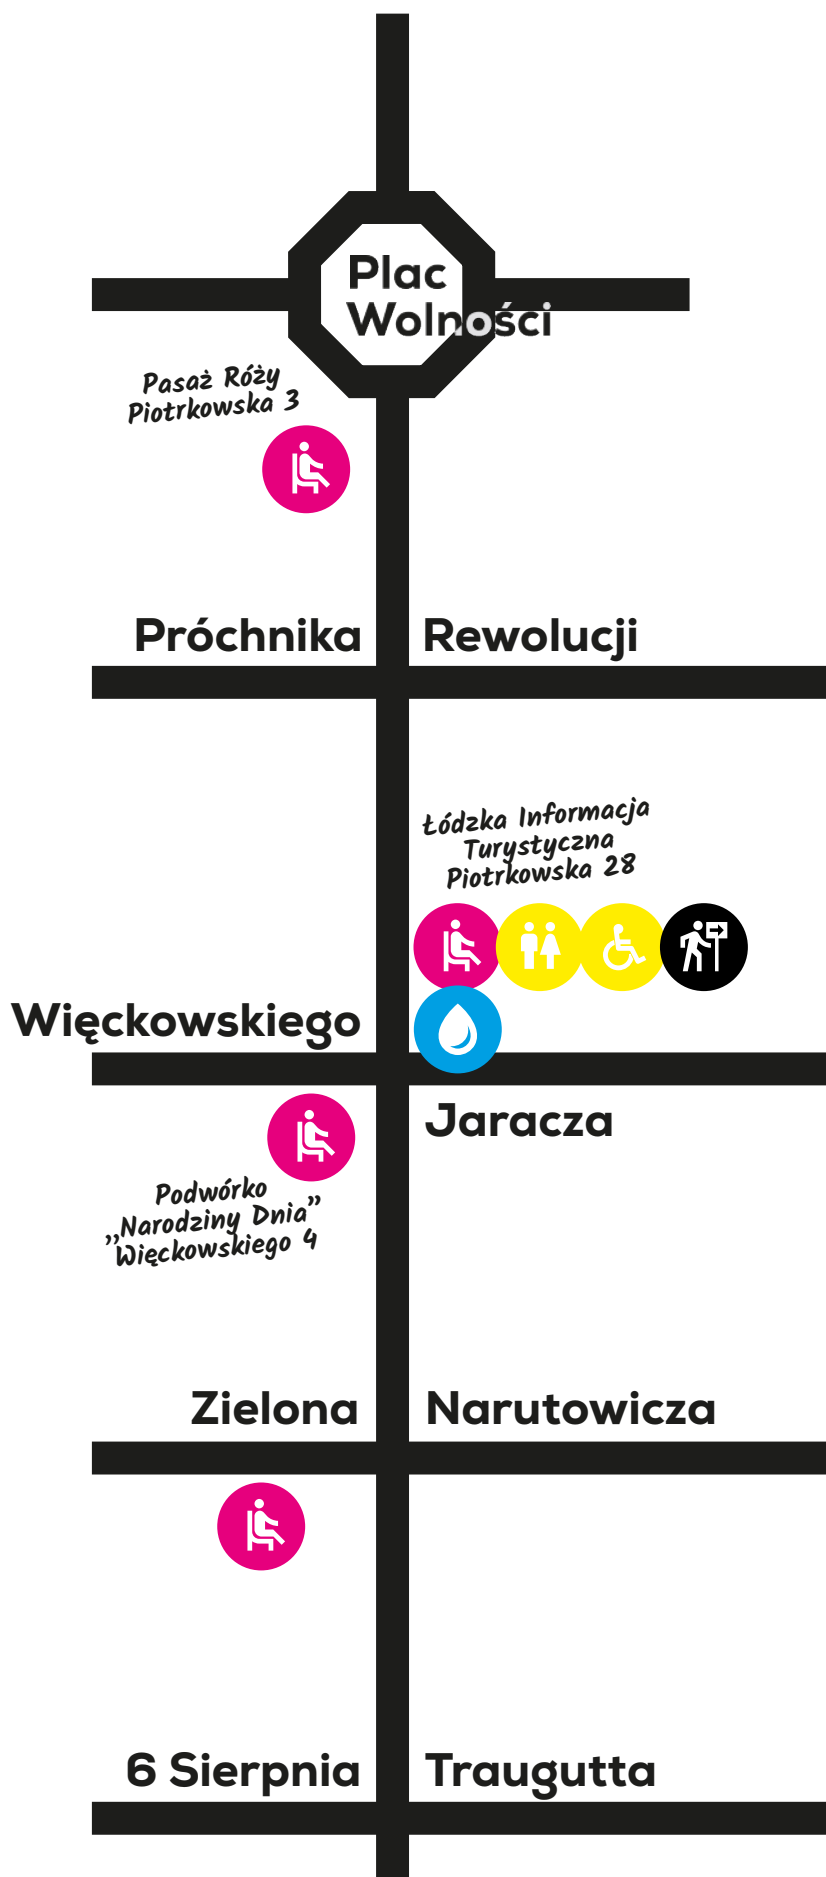 Plac
Wolności
Pasaż Róży
Piotrkowska 3
Próchnika
Rewolucji
Łódzka Informacja
Turystyczna
Piotrkowska 28
Więckowskiego
Jaracza
Podwórko
„Narodziny Dnia”
Więckowskiego 4
Zielona
Narutowicza
6 Sierpnia
Traugutta